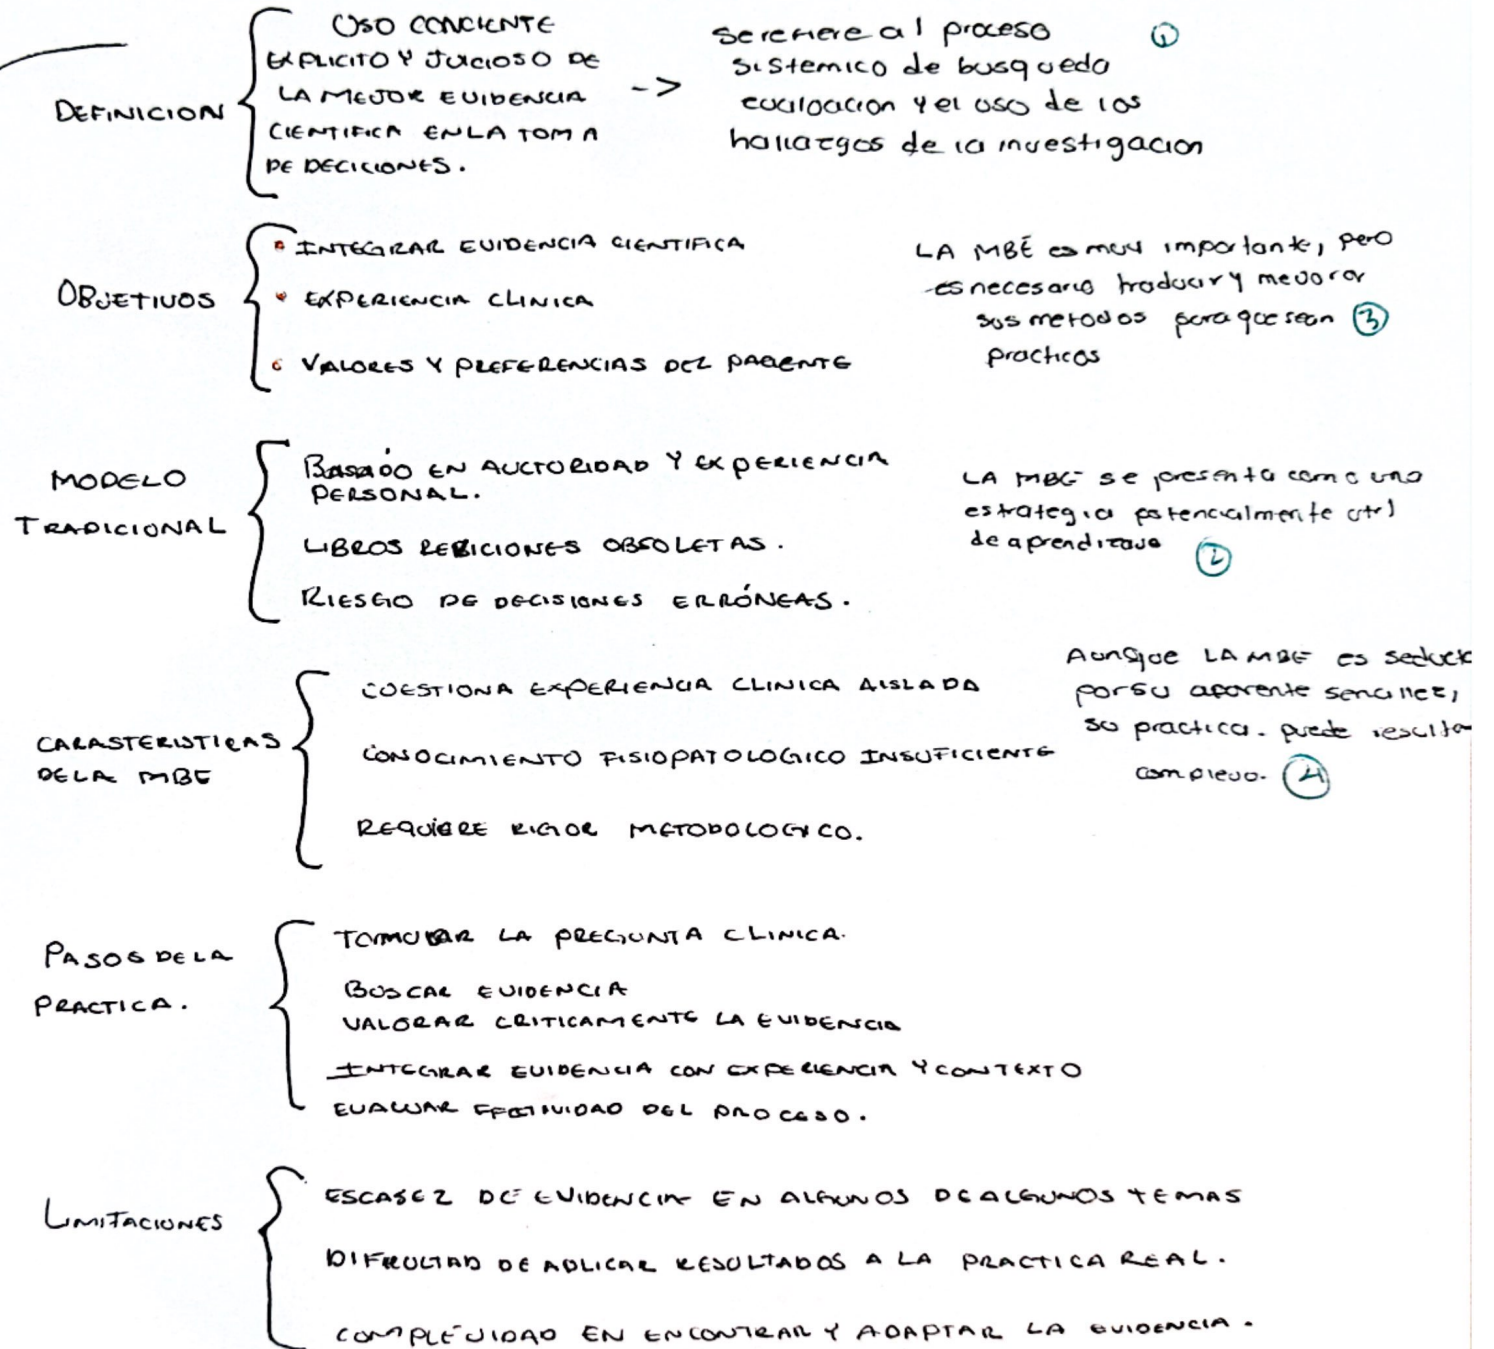 DEFINICION
USO CONCIENTE
EXPLICITO Y JUICIOSO DE
LA MEJOR EVIDENCIA
CIENTIFICA EN LA TOMA
DE DECICIONES.
->
Se refiere al proceso
sistemico de busqueda
evaluacion y el uso de los
hallazgos de la investigacion
1
OBJETIVOS
• INTEGRAR EVIDENCIA CIENTIFICA
• EXPERIENCIA CLINICA
• VALORES Y PREFERENCIAS DEL PACIENTE
LA MBE es muy importante, pero
es necesario traducir y mejorar
sus metodos para que sean
practicos
3
MODELO
TRADICIONAL
Basado EN AUCTORIDAD Y EXPERIENCIA
PERSONAL.
LIBROS OBSOLETAS.
RIESGO DE DECISIONES ERRÓNEAS.
LA MBE se presenta como una
estrategia potencialmente util
de aprendizaje
2
CARASTERISTICAS
DE LA MBE
CUESTIONA EXPERIENCIA CLINICA AISLADA
CONOCIMIENTO FISIOPATOLOGICO INSUFICIENTE
REQUIERE RIGOR METODOLOGICO.
Aunque LA MBE es
por su aparente sencillez,
su practica. puede resulta
complejo.
4
PASOS DE LA
PRACTICA.
LA PREGUNTA CLINICA.
BUSCAR EVIDENCIA
VALORAR CRITICAMENTE LA EVIDENCIA
INTEGRAR EVIDENCIA CON EXPERIENCIA Y CONTEXTO
EVALUAR EFECTIVIDAD DEL PROCESO.
LIMITACIONES
ESCASEZ DE EVIDENCIA EN ALGUNOS DE ALGUNOS TEMAS
DIFICULTAD DE APLICAR RESULTADOS A LA PRACTICA REAL.
COMPLEJIDAD EN ENCONTRAR Y ADAPTAR LA EVIDENCIA.